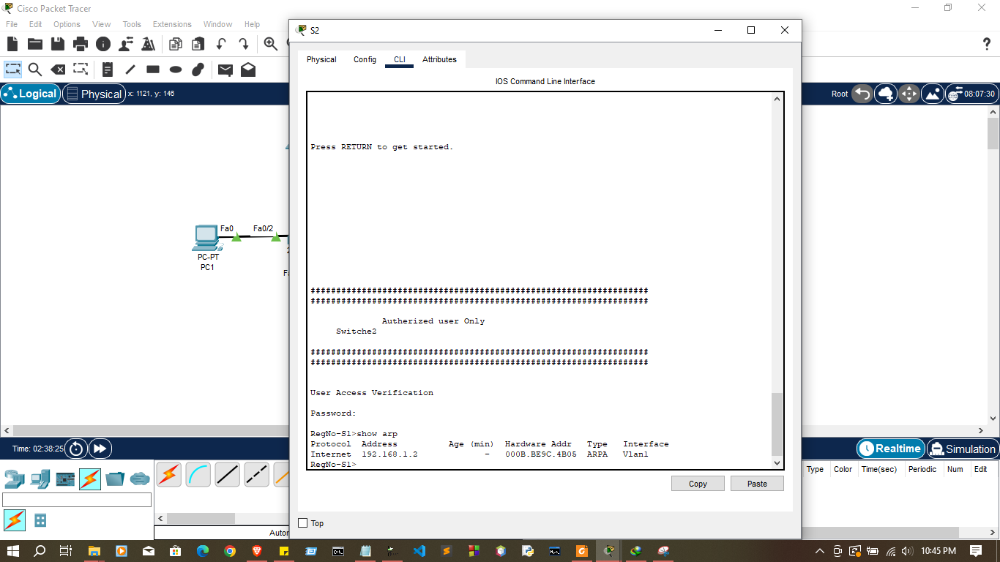 Cisco Packet Tracer
File Edit Options View Tools Extensions Window Help
S2
Physical Config CLI Attributes
IOS Command Line Interface
Logical Physical x: 1121, y: 146
Root 08:07:30
Press RETURN to get started.
Fa0 Fa0/2
PC-PT
PC1
##################################################################
##################################################################
Autherized user Only
Switche2
##################################################################
##################################################################
User Access Verification
Password:
RegNo-S1>show arp
Protocol Address Age (min) Hardware Addr Type Interface
Internet 192.168.1.2 - 000B.BE9C.4B05 ARPA Vlan1
RegNo-S1>
Copy Paste
Top
Time: 02:38:25
Realtime Simulation
Type Color Time(sec) Periodic Num Edit
10:45 PM